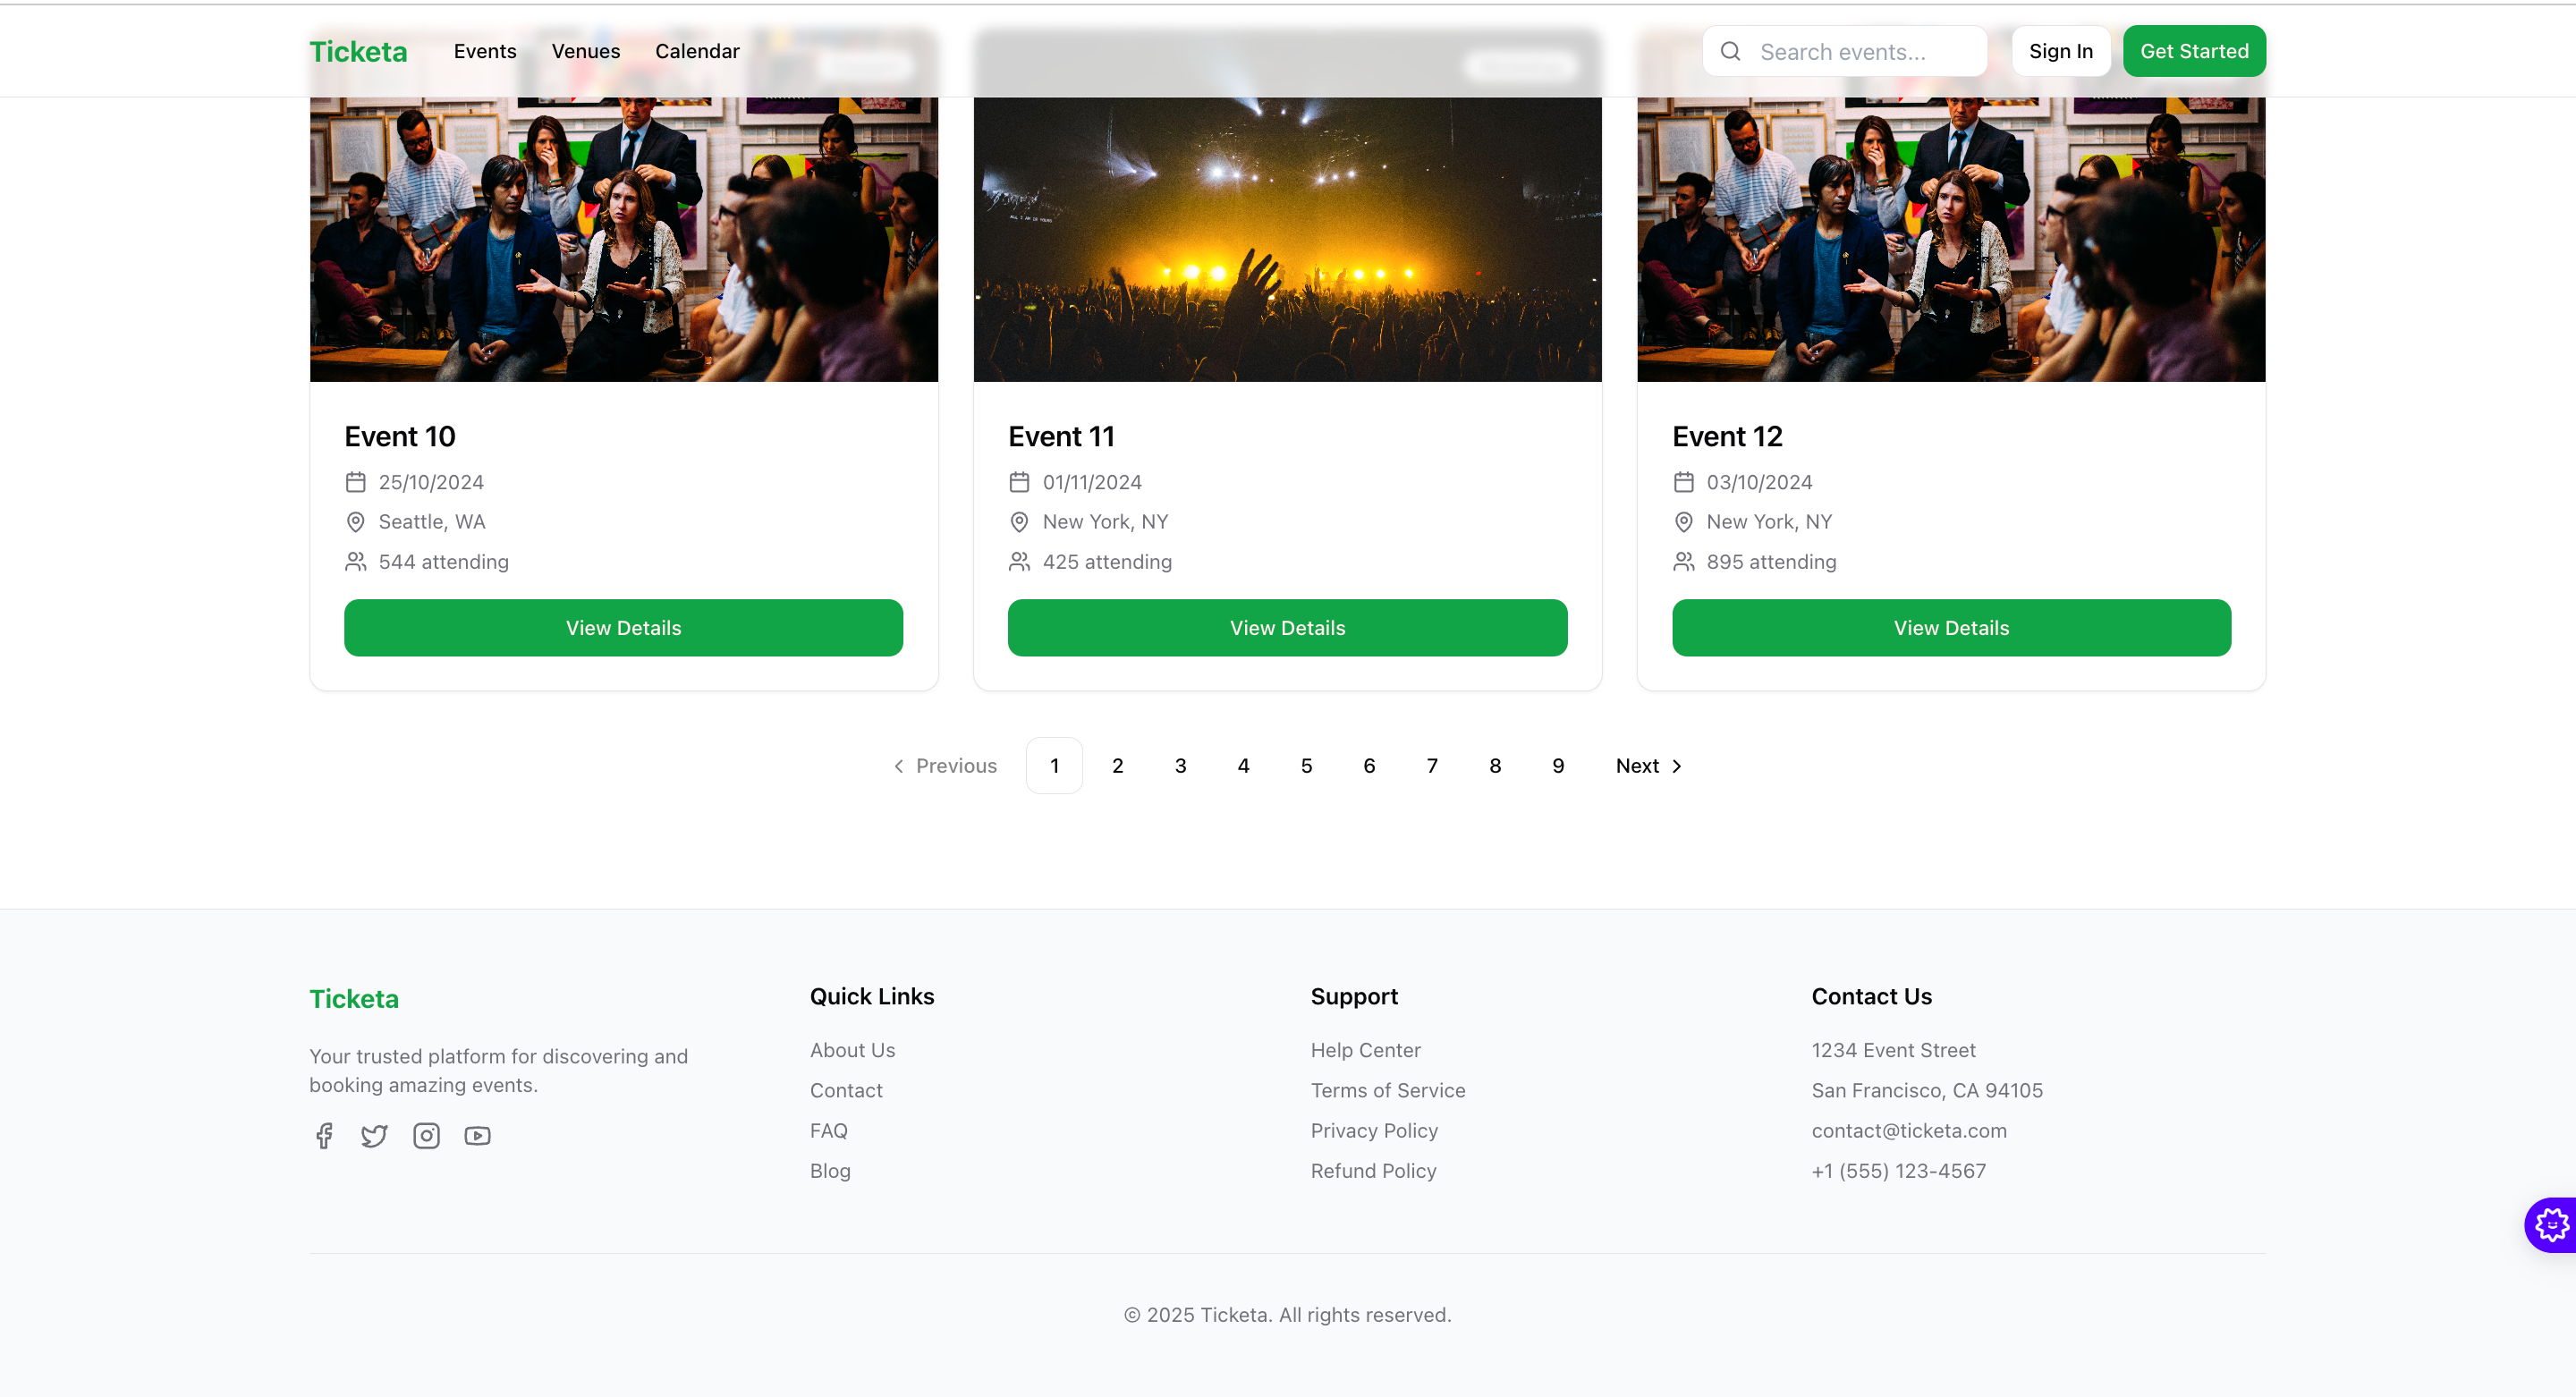 Ticketa
Events
Venues
Calendar
Search events...
Sign In
Get Started
Event 10
25/10/2024
Seattle, WA
544 attending
View Details
Event 11
01/11/2024
New York, NY
425 attending
View Details
Event 12
03/10/2024
New York, NY
895 attending
View Details
Previous 1 2 3 4 5 6 7 8 9 Next
Ticketa
Your trusted platform for discovering and
booking amazing events.
Quick Links
About Us
Contact
FAQ
Blog
Support
Help Center
Terms of Service
Privacy Policy
Refund Policy
Contact Us
1234 Event Street
San Francisco, CA 94105
contact@ticketa.com
+1 (555) 123-4567
© 2025 Ticketa. All rights reserved.